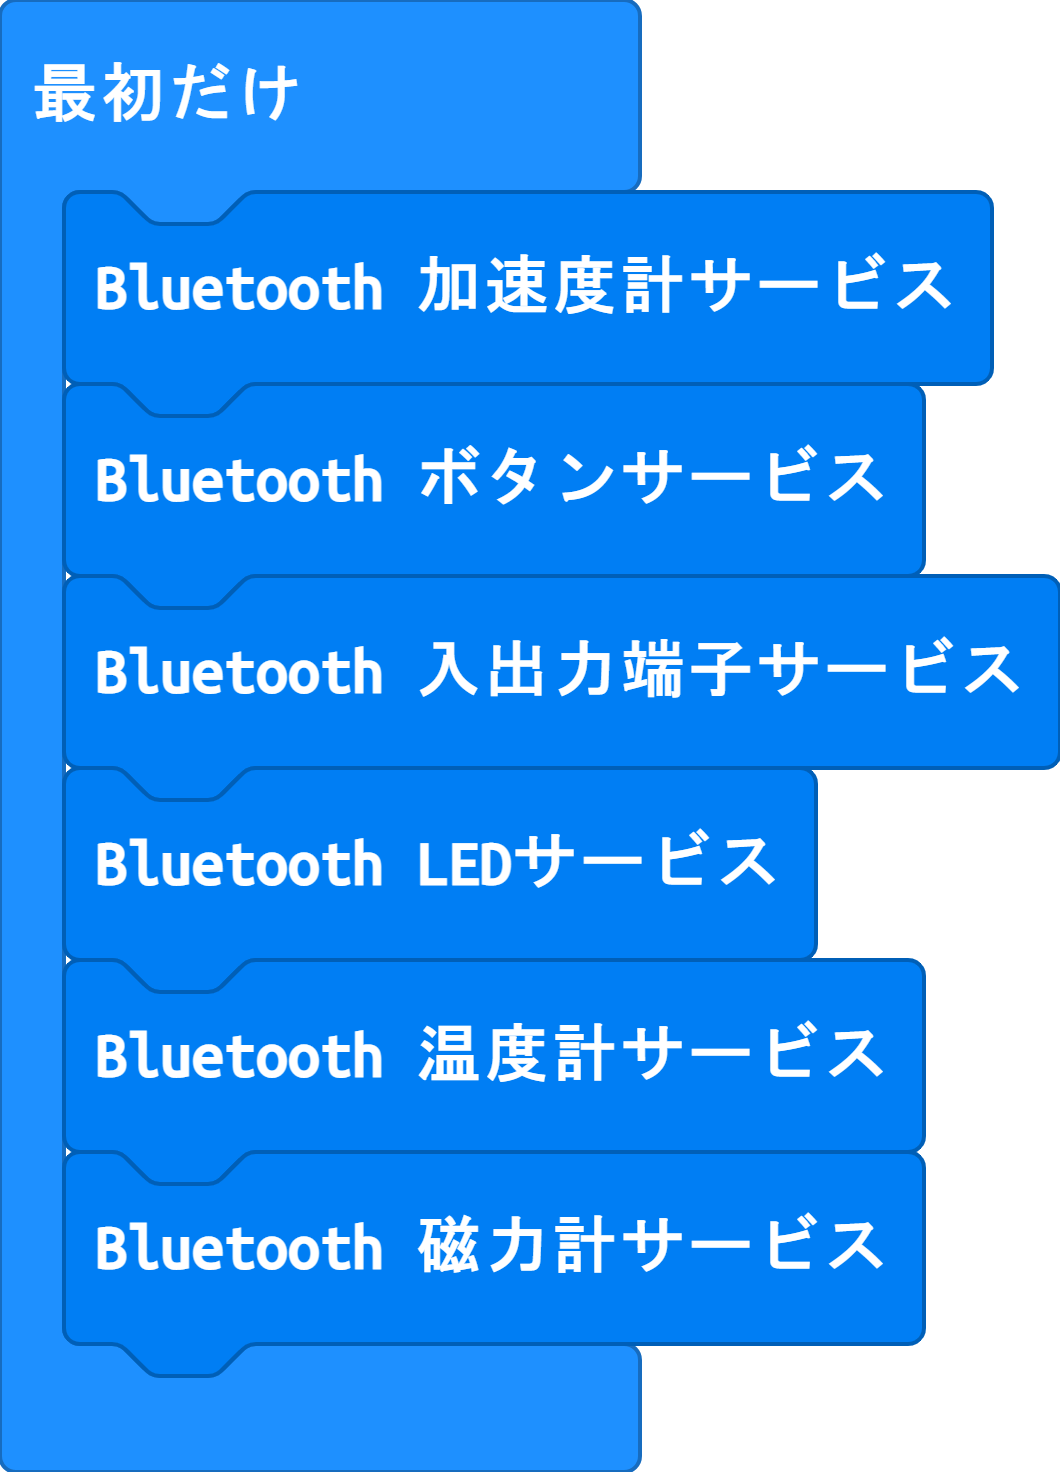 最初だけ
Bluetooth 加速度計サービス
Bluetooth ボタンサービス
Bluetooth 入出力端子サービス
Bluetooth LEDサービス
Bluetooth 温度計サービス
Bluetooth 磁力計サービス